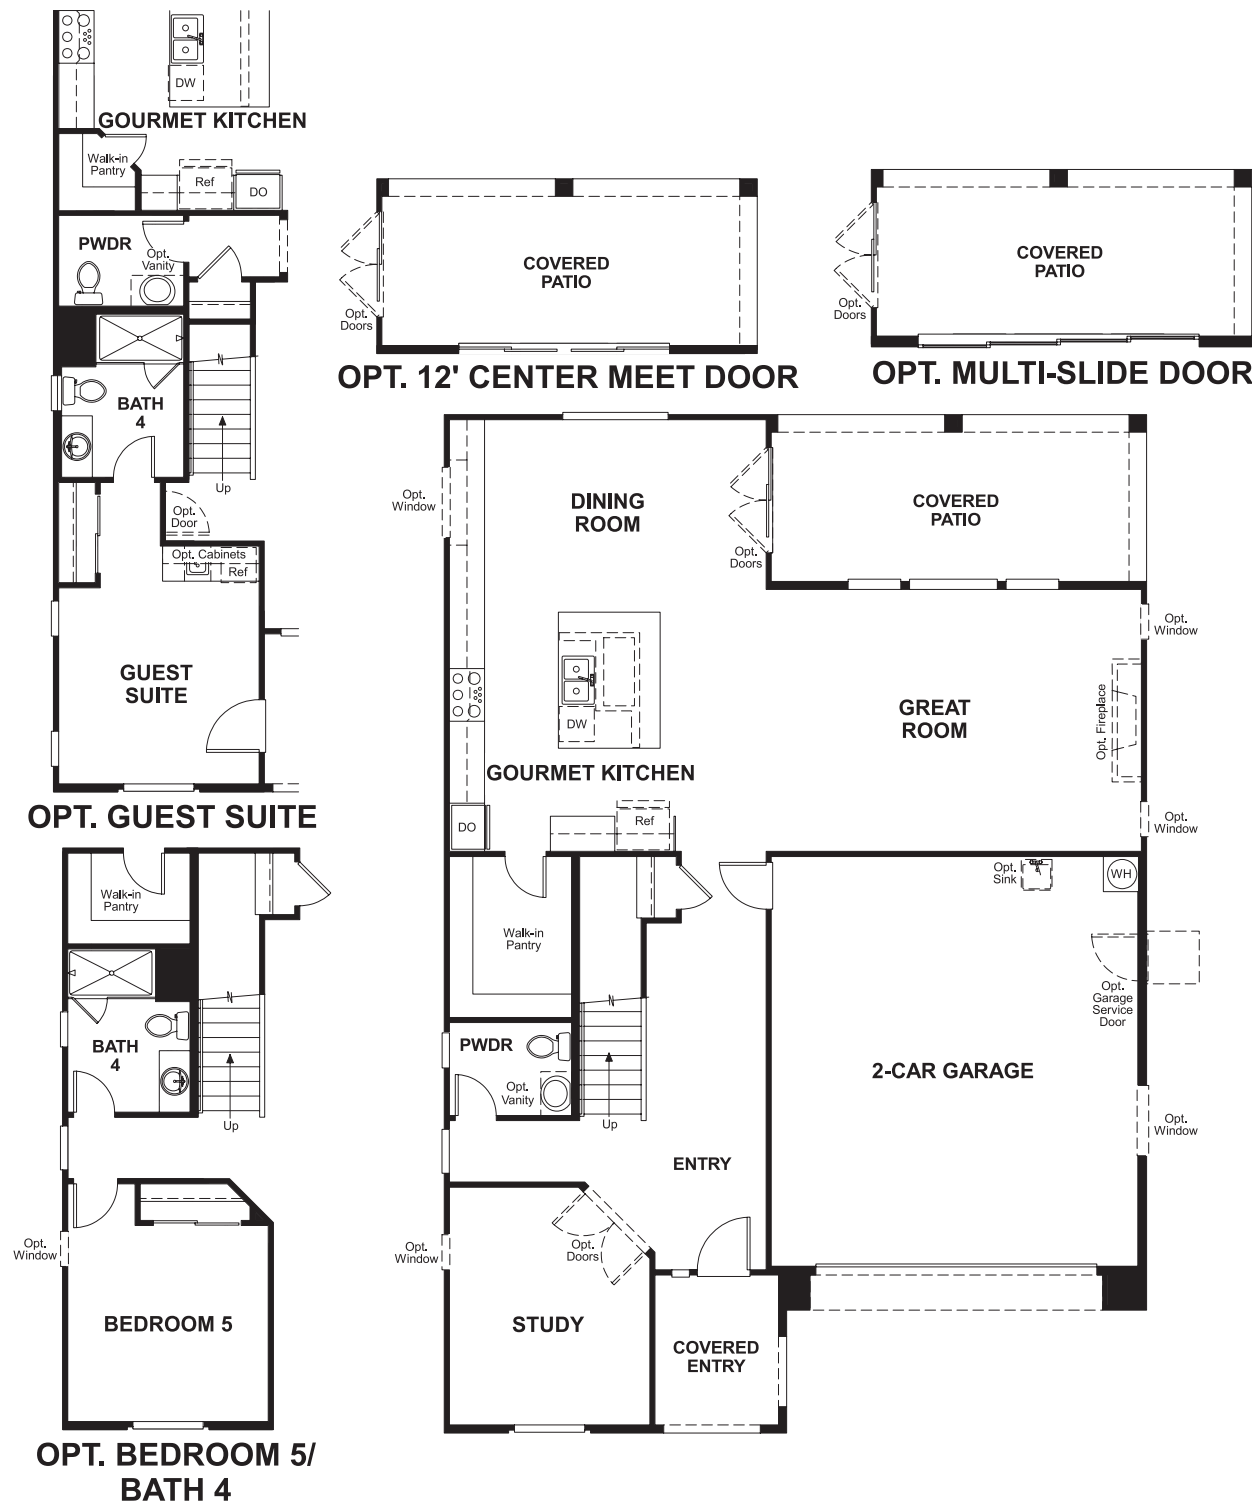 DW
GOURMET KITCHEN
Walk-in
Pantry
Ref
DO
PWDR
Opt.
Vanity
BATH
4
Up
Opt.
Door
Opt. Cabinets
Ref
GUEST
SUITE
OPT. GUEST SUITE
COVERED
PATIO
Opt.
Doors
OPT. 12' CENTER MEET DOOR
COVERED
PATIO
Opt.
Doors
OPT. MULTI-SLIDE DOOR
Walk-in
Pantry
BATH
4
Up
Opt.
Window
BEDROOM 5
OPT. BEDROOM 5/
BATH 4
Opt.
Window
DINING
ROOM
COVERED
PATIO
Opt.
Doors
Opt.
Window
DW
GREAT
ROOM
Opt. Fireplace
GOURMET KITCHEN
DO
Ref
Opt.
Window
Opt.
Sink
WH
Walk-in
Pantry
Opt.
Garage
Service
Door
PWDR
Opt.
Vanity
Up
2-CAR GARAGE
Opt.
Window
ENTRY
Opt.
Window
Opt.
Doors
STUDY
COVERED
ENTRY